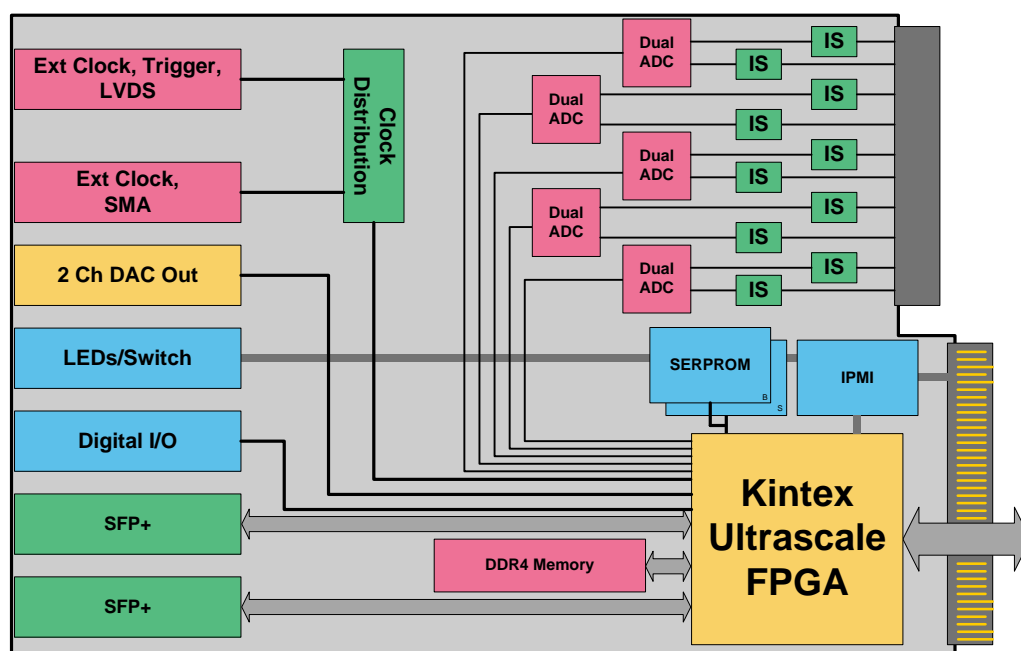 Ext Clock, Trigger,
LVDS
Clock
Distribution
Dual
ADC
IS
IS
Dual
ADC
IS
IS
Ext Clock,
SMA
Dual
ADC
IS
IS
Dual
ADC
IS
IS
2 Ch DAC Out
Dual
ADC
IS
IS
LEDs/Switch
SERPROM
B
S
IPMI
Digital I/O
Kintex
Ultrascale
FPGA
SFP+
DDR4 Memory
SFP+